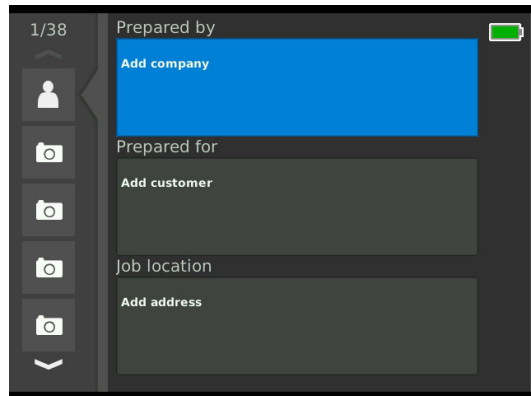 1/38
Prepared by
Add company
Prepared for
Add customer
Job location
Add address